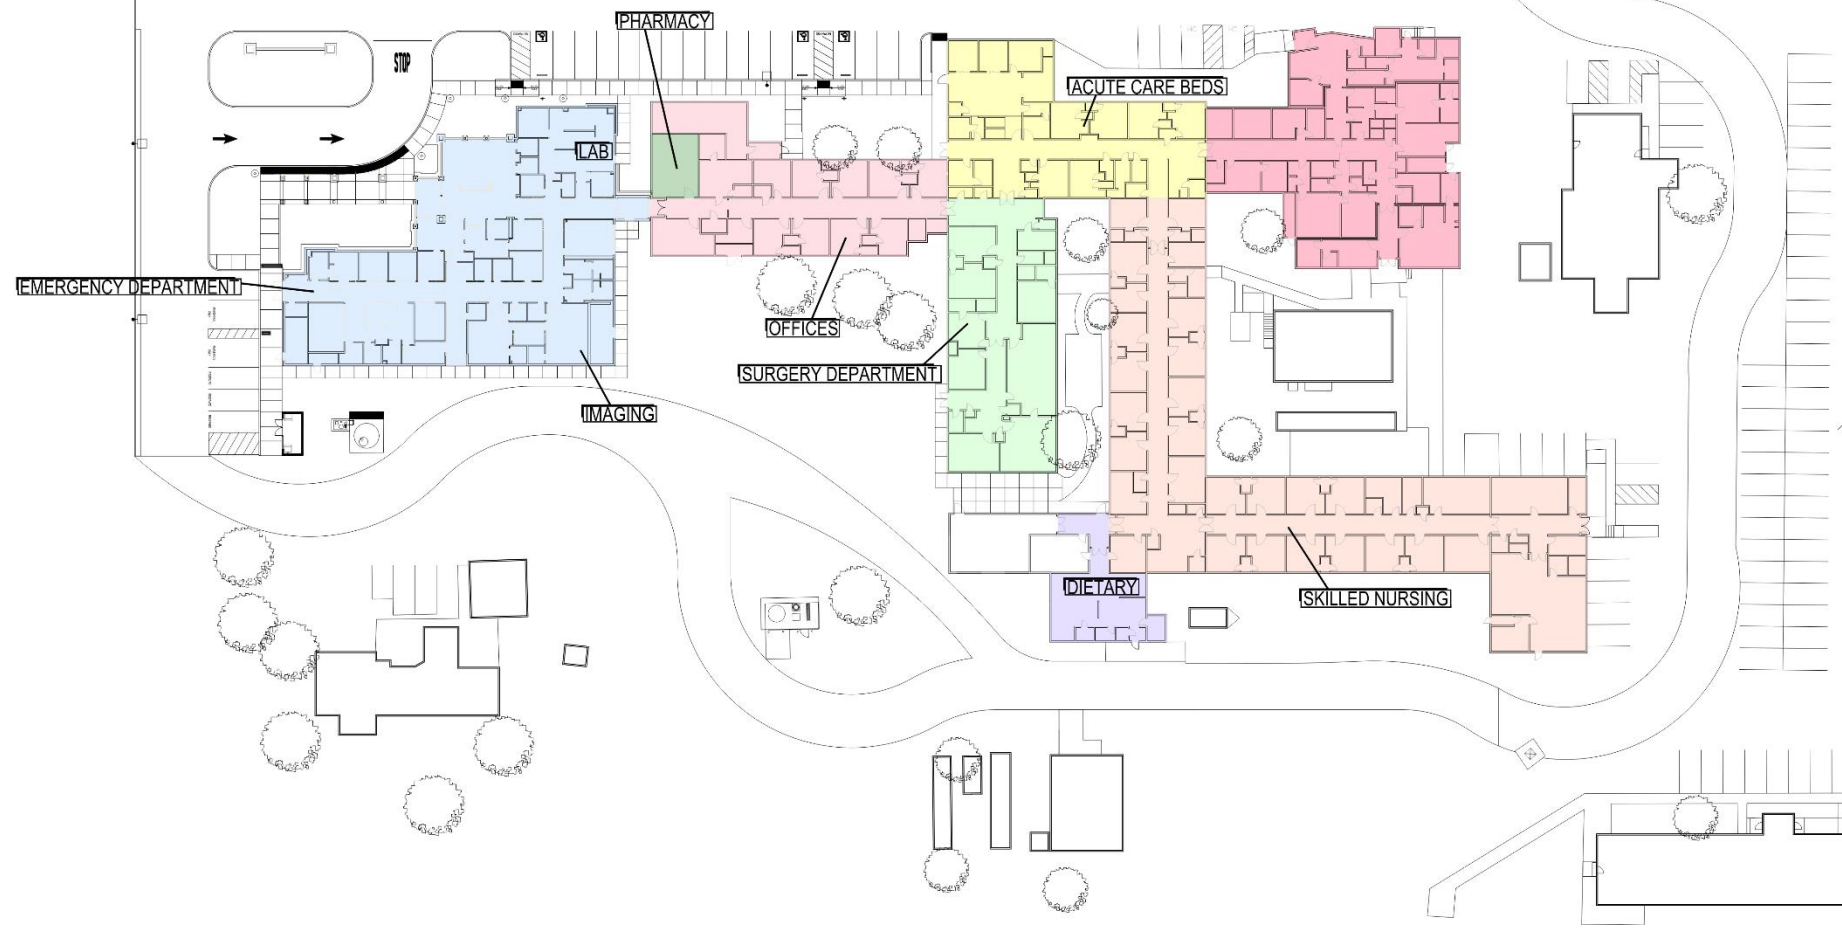 PHARMACY
STOP
ACUTE CARE BEDS
LAB
EMERGENCY DEPARTMENT
OFFICES
SURGERY DEPARTMENT
IMAGING
DIETARY
SKILLED NURSING